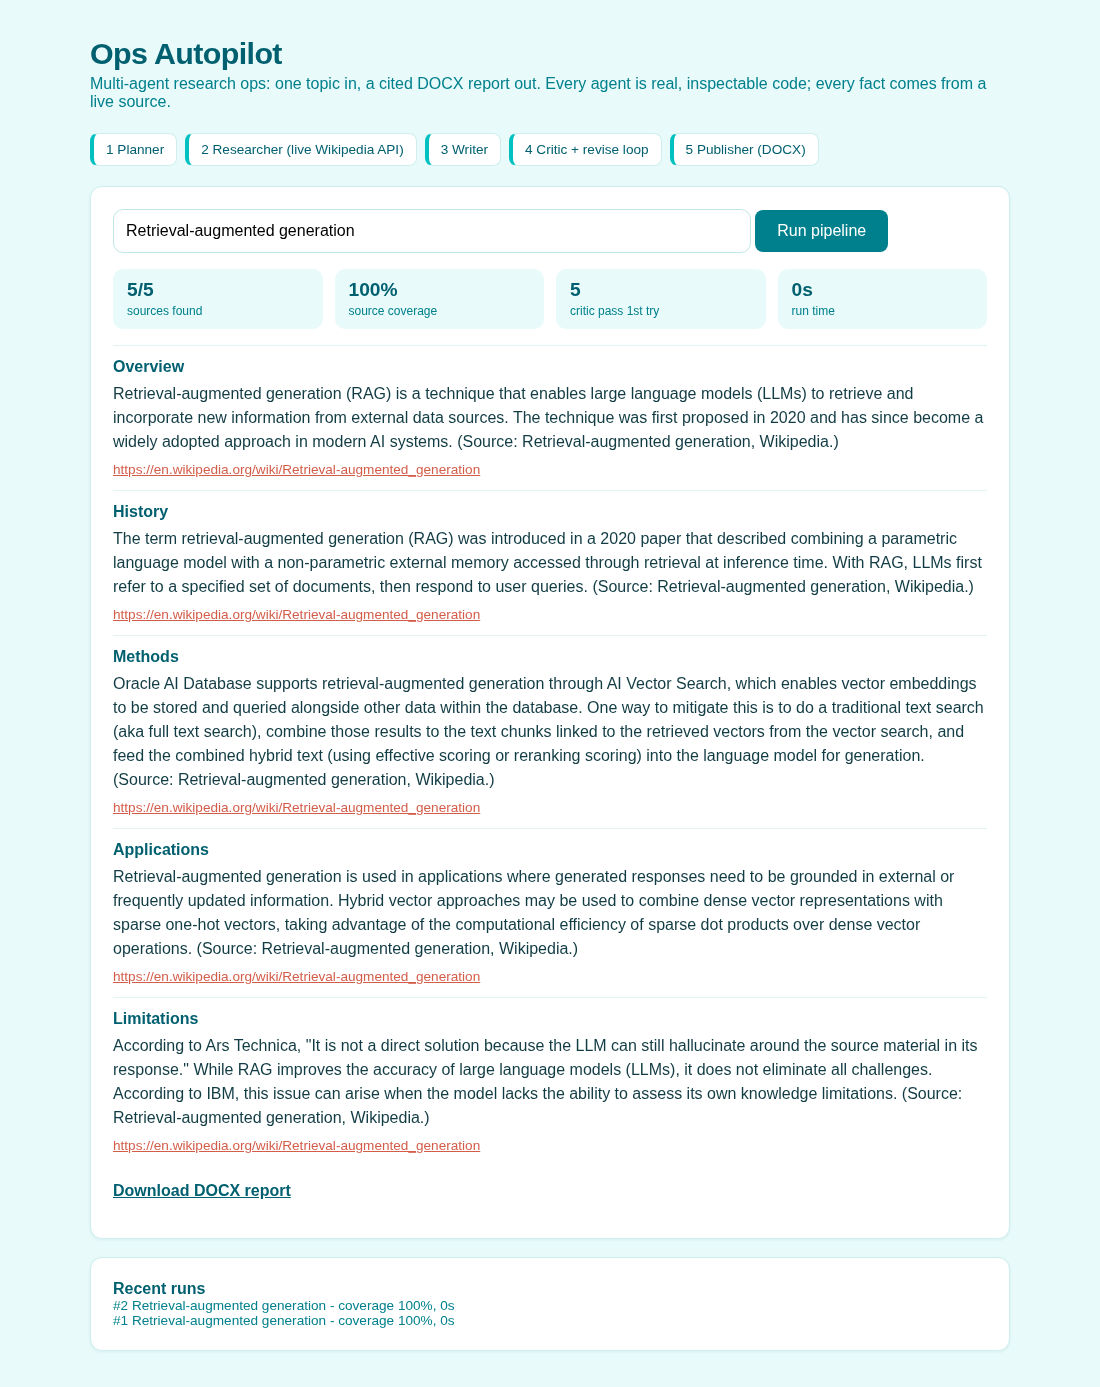 Ops Autopilot
Multi-agent research ops: one topic in, a cited DOCX report out. Every agent is real, inspectable code; every fact comes from a
live source.
1 Planner
2 Researcher (live Wikipedia API)
3 Writer
4 Critic + revise loop
5 Publisher (DOCX)
Retrieval-augmented generation
Run pipeline
5/5
sources found
100%
source coverage
5
critic pass 1st try
0s
run time
Overview
Retrieval-augmented generation (RAG) is a technique that enables large language models (LLMs) to retrieve and
incorporate new information from external data sources. The technique was first proposed in 2020 and has since become a
widely adopted approach in modern AI systems. (Source: Retrieval-augmented generation, Wikipedia.)
https://en.wikipedia.org/wiki/Retrieval-augmented_generation
History
The term retrieval-augmented generation (RAG) was introduced in a 2020 paper that described combining a parametric
language model with a non-parametric external memory accessed through retrieval at inference time. With RAG, LLMs first
refer to a specified set of documents, then respond to user queries. (Source: Retrieval-augmented generation, Wikipedia.)
https://en.wikipedia.org/wiki/Retrieval-augmented_generation
Methods
Oracle AI Database supports retrieval-augmented generation through AI Vector Search, which enables vector embeddings
to be stored and queried alongside other data within the database. One way to mitigate this is to do a traditional text search
(aka full text search), combine those results to the text chunks linked to the retrieved vectors from the vector search, and
feed the combined hybrid text (using effective scoring or reranking scoring) into the language model for generation.
(Source: Retrieval-augmented generation, Wikipedia.)
https://en.wikipedia.org/wiki/Retrieval-augmented_generation
Applications
Retrieval-augmented generation is used in applications where generated responses need to be grounded in external or
frequently updated information. Hybrid vector approaches may be used to combine dense vector representations with
sparse one-hot vectors, taking advantage of the computational efficiency of sparse dot products over dense vector
operations. (Source: Retrieval-augmented generation, Wikipedia.)
https://en.wikipedia.org/wiki/Retrieval-augmented_generation
Limitations
According to Ars Technica, "It is not a direct solution because the LLM can still hallucinate around the source material in its
response." While RAG improves the accuracy of large language models (LLMs), it does not eliminate all challenges.
According to IBM, this issue can arise when the model lacks the ability to assess its own knowledge limitations. (Source:
Retrieval-augmented generation, Wikipedia.)
https://en.wikipedia.org/wiki/Retrieval-augmented_generation
Download DOCX report
Recent runs
#2 Retrieval-augmented generation - coverage 100%, 0s
#1 Retrieval-augmented generation - coverage 100%, 0s